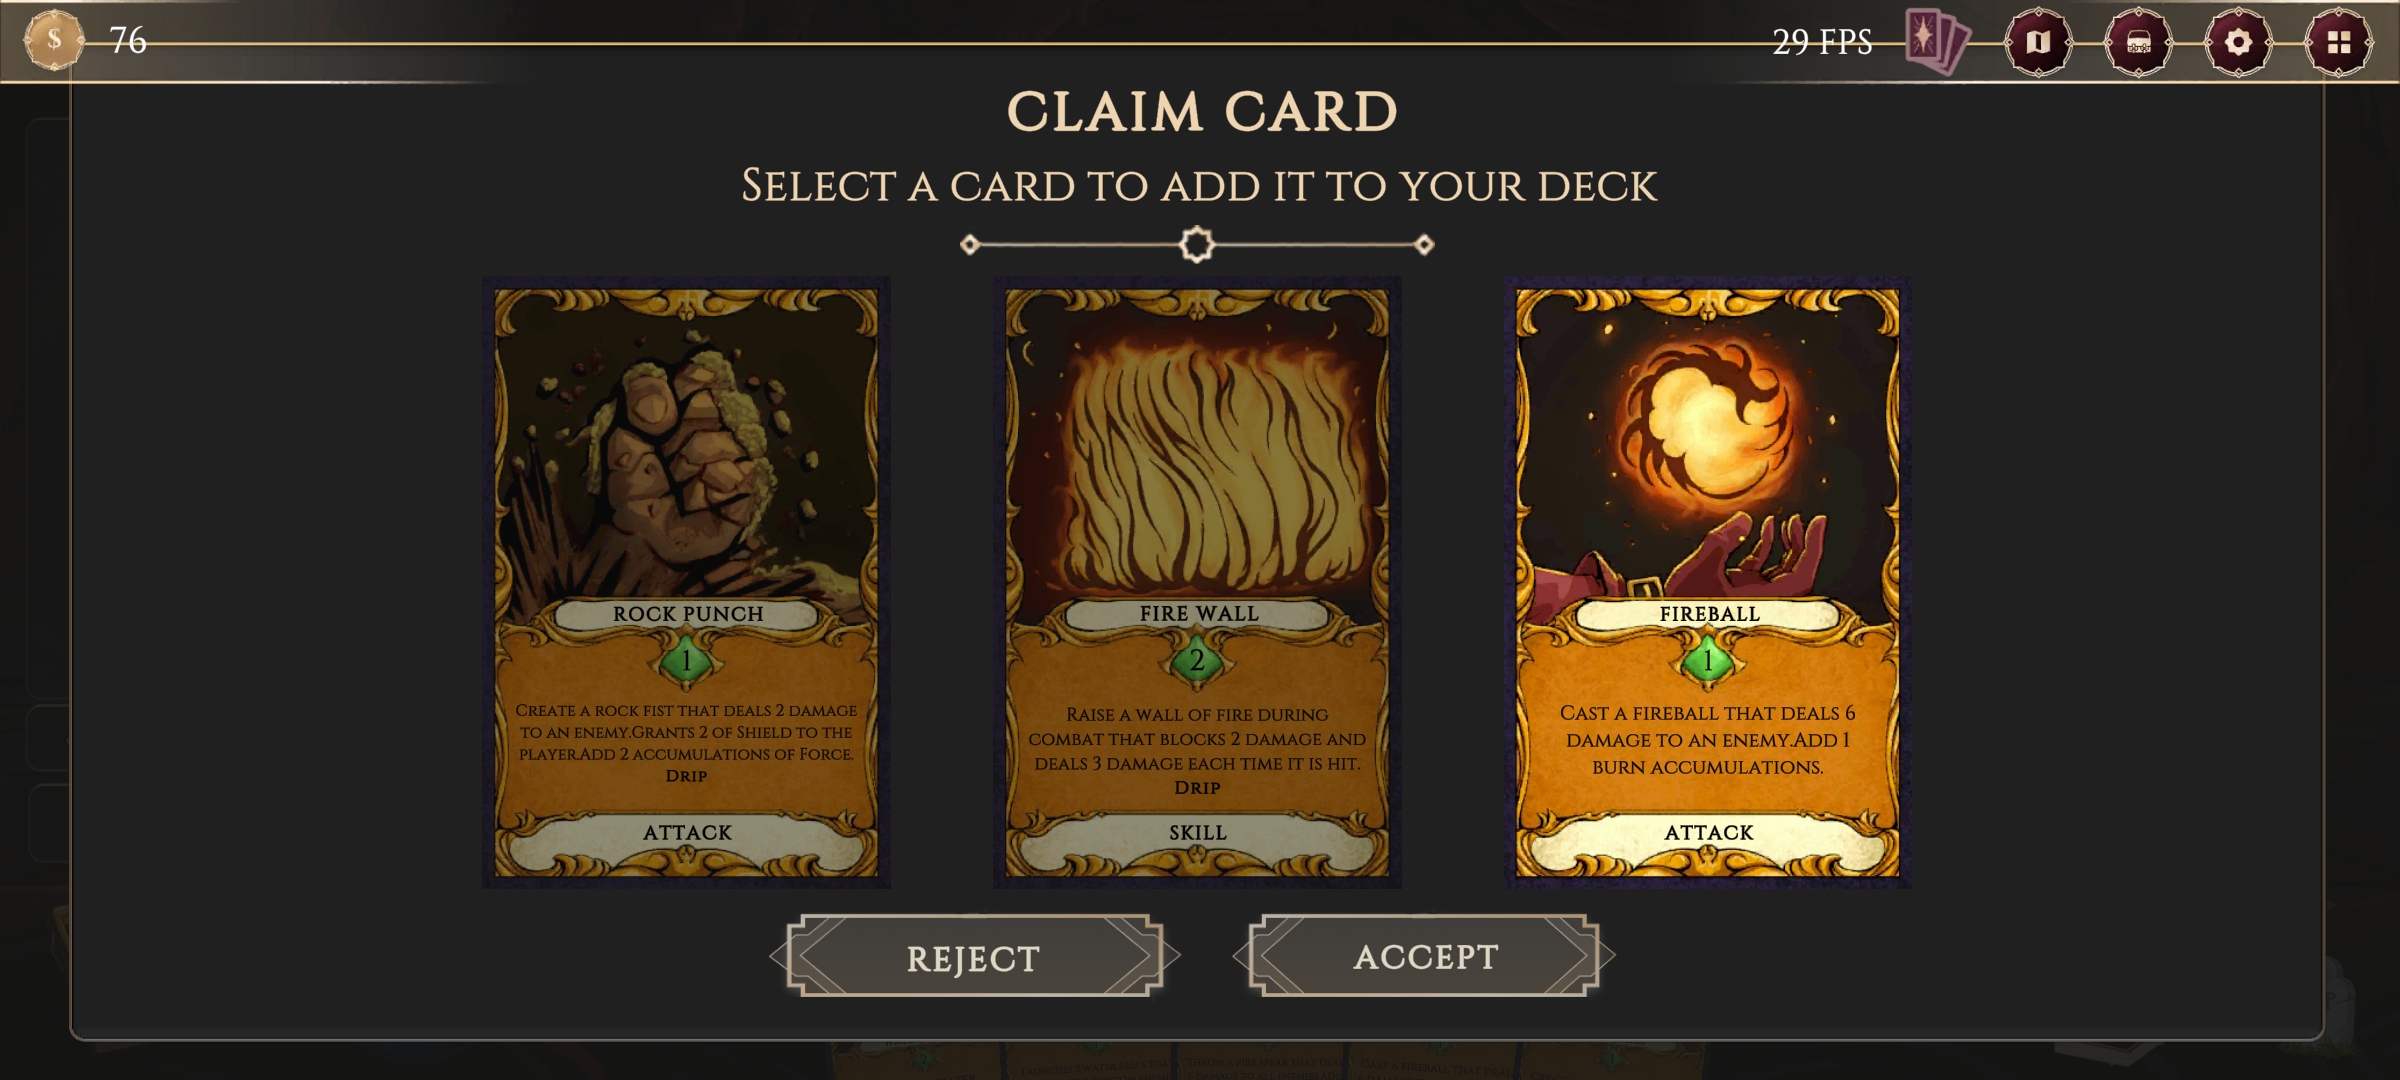 76
29 FPS
CLAIM CARD
SELECT A CARD TO ADD IT TO YOUR DECK
ROCK PUNCH
1
CREATE A ROCK FIST THAT DEALS 2 DAMAGE
TO AN ENEMY.GRANTS 2 OF SHIELD TO THE
PLAYER.ADD 2 ACCUMULATIONS OF FORCE.
DRIP
ATTACK
FIRE WALL
2
RAISE A WALL OF FIRE DURING
COMBAT THAT BLOCKS 2 DAMAGE AND
DEALS 3 DAMAGE EACH TIME IT IS HIT.
DRIP
SKILL
FIREBALL
1
CAST A FIREBALL THAT DEALS 6
DAMAGE TO AN ENEMY.ADD 1
BURN ACCUMULATIONS.
ATTACK
REJECT
ACCEPT